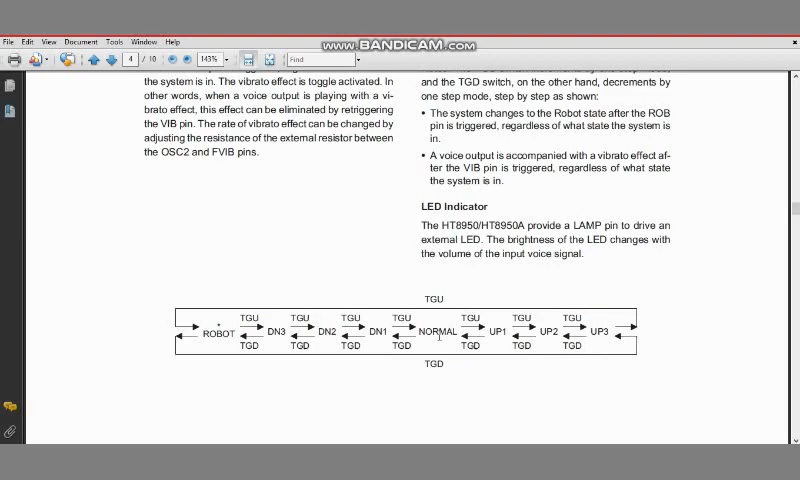 www.BANDICAM.com
File Edit View Document Tools Window Help
4 / 10 143% Find
the system is in. The vibrato effect is toggle activated. In
other words, when a voice output is playing with a vi-
brato effect, this effect can be eliminated by retriggering
the VIB pin. The rate of vibrato effect can be changed by
adjusting the resistance of the external resistor between
the OSC2 and FVIB pins.
and the TGD switch, on the other hand, decrements by
one step mode, step by step as shown:
• The system changes to the Robot state after the ROB
pin is triggered, regardless of what state the system is
in.
• A voice output is accompanied with a vibrato effect af-
ter the VIB pin is triggered, regardless of what state
the system is in.
LED Indicator
The HT8950/HT8950A provide a LAMP pin to drive an
external LED. The brightness of the LED changes with
the volume of the input voice signal.
TGU
TGU TGU TGU TGU TGU TGU TGU
* ROBOT DN3 DN2 DN1 NORMAL UP1 UP2 UP3
TGD TGD TGD TGD TGD TGD TGD
TGD